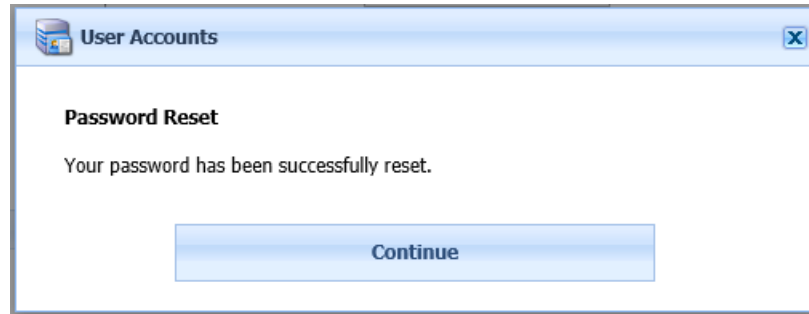 User Accounts
Password Reset
Your password has been successfully reset.
Continue